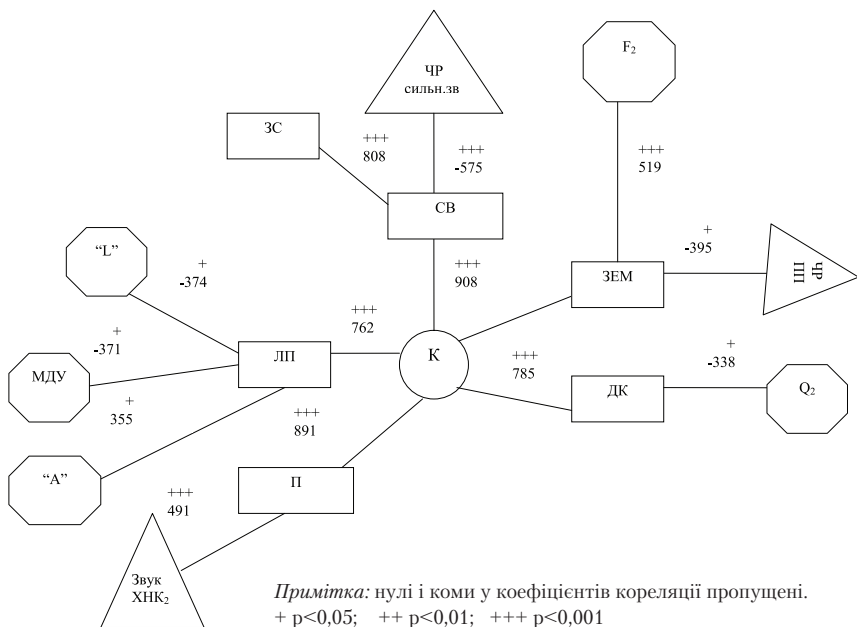 F₂
ЧР
сильн.зв
ЗС
+++
808
+++
-575
+++
519
СВ
“L”
+
-374
+++
908
ЗЕМ
+
-395
ЧР
ПП
+++
762
+
-371
ЛП
К
+++
785
+
-338
МДУ
+
355
ДК
Q₂
+++
891
“А”
П
+++
491
Звук
ХНК₂
Примітка: нулі і коми у коефіцієнтів кореляції пропущені.
+ p<0,05; ++ p<0,01; +++ p<0,001